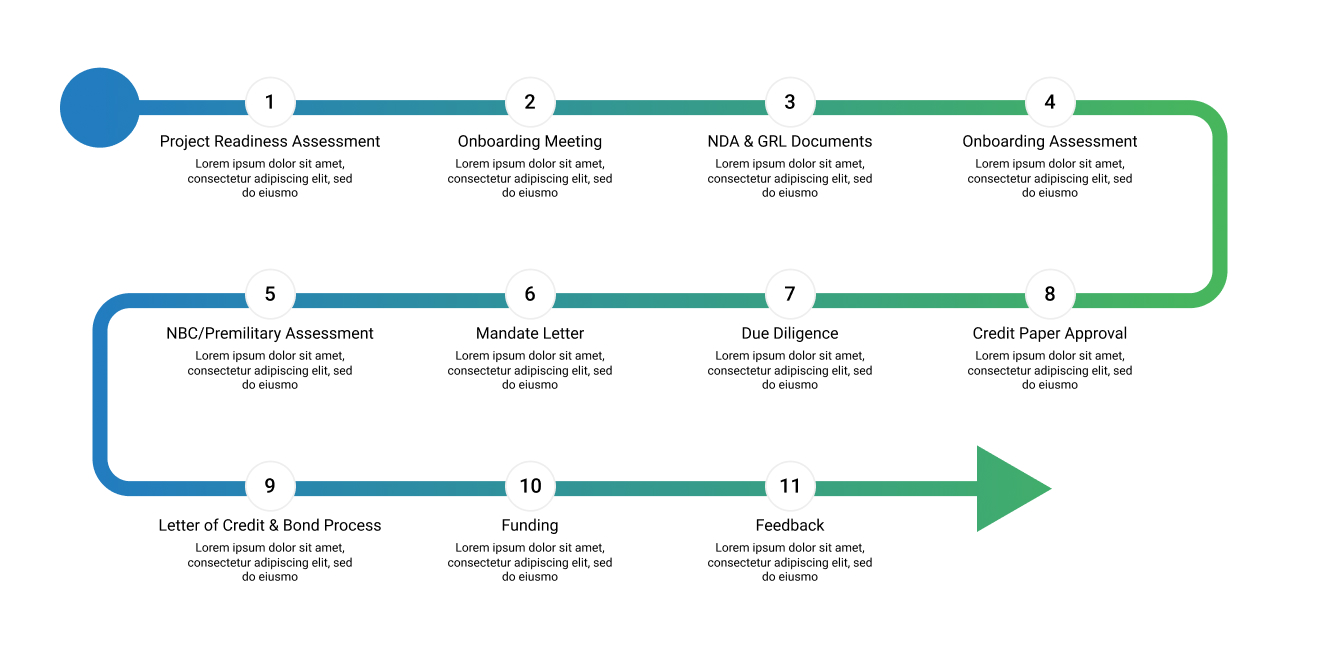 1
Project Readiness Assessment
Lorem ipsum dolor sit amet,
consectetur adipiscing elit, sed
do eiusmo
2
Onboarding Meeting
Lorem ipsum dolor sit amet,
consectetur adipiscing elit, sed
do eiusmo
3
NDA & GRL Documents
Lorem ipsum dolor sit amet,
consectetur adipiscing elit, sed
do eiusmo
4
Onboarding Assessment
Lorem ipsum dolor sit amet,
consectetur adipiscing elit, sed
do eiusmo
5
NBC/Premilitary Assessment
Lorem ipsum dolor sit amet,
consectetur adipiscing elit, sed
do eiusmo
6
Mandate Letter
Lorem ipsum dolor sit amet,
consectetur adipiscing elit, sed
do eiusmo
7
Due Diligence
Lorem ipsum dolor sit amet,
consectetur adipiscing elit, sed
do eiusmo
8
Credit Paper Approval
Lorem ipsum dolor sit amet,
consectetur adipiscing elit, sed
do eiusmo
9
Letter of Credit & Bond Process
Lorem ipsum dolor sit amet,
consectetur adipiscing elit, sed
do eiusmo
10
Funding
Lorem ipsum dolor sit amet,
consectetur adipiscing elit, sed
do eiusmo
11
Feedback
Lorem ipsum dolor sit amet,
consectetur adipiscing elit, sed
do eiusmo